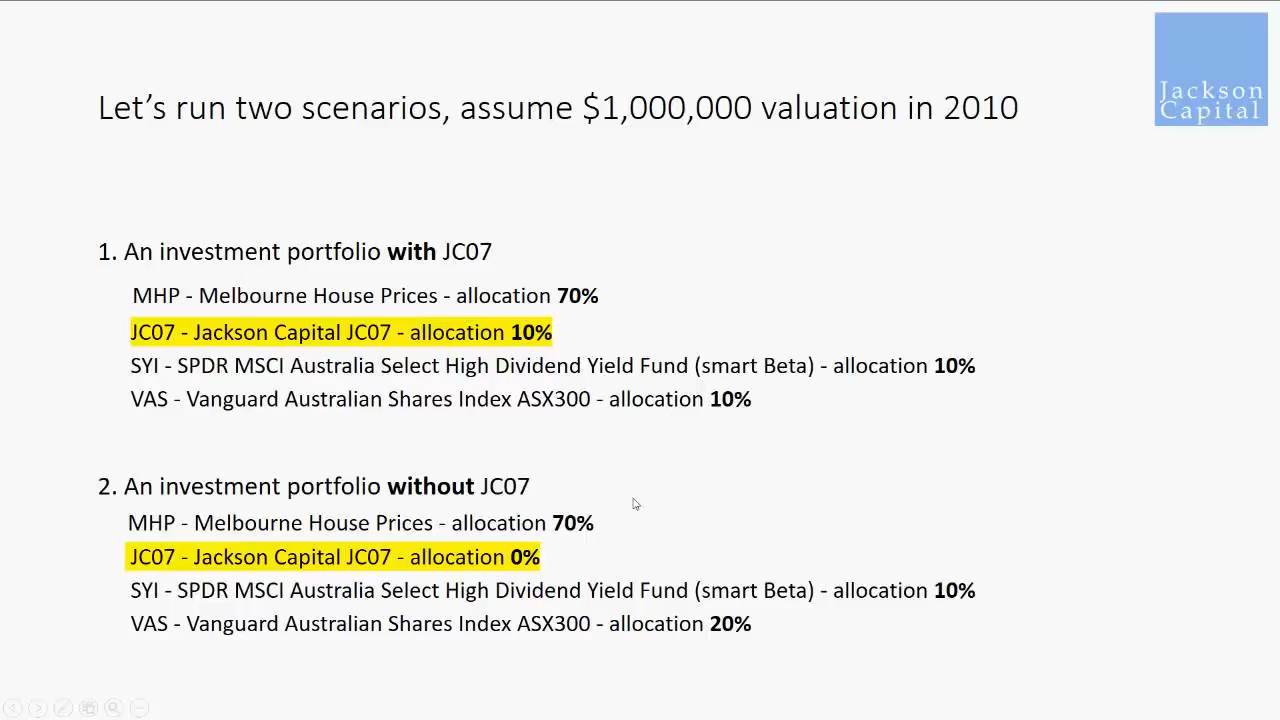 Jackson
Capital
Let's run two scenarios, assume $1,000,000 valuation in 2010
1. An investment portfolio with JC07
MHP - Melbourne House Prices - allocation 70%
JC07 - Jackson Capital JC07 - allocation 10%
SYI - SPDR MSCI Australia Select High Dividend Yield Fund (smart Beta) - allocation 10%
VAS - Vanguard Australian Shares Index ASX300 - allocation 10%
2. An investment portfolio without JC07
MHP - Melbourne House Prices - allocation 70%
JC07 - Jackson Capital JC07 - allocation 0%
SYI - SPDR MSCI Australia Select High Dividend Yield Fund (smart Beta) - allocation 10%
VAS - Vanguard Australian Shares Index ASX300 - allocation 20%